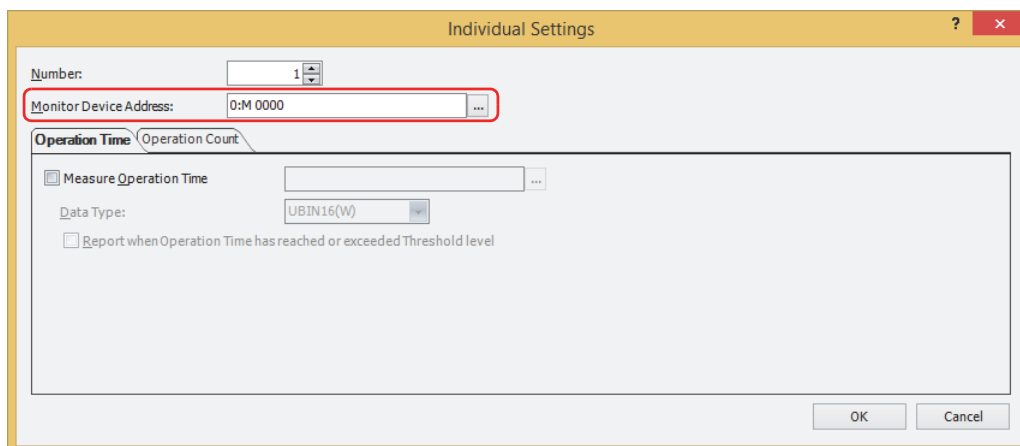 Individual Settings
? ×
Number: 1
Monitor Device Address: 0:M 0000 ...
Operation Time Operation Count
Measure Operation Time ...
Data Type: UBIN16(W)
Report when Operation Time has reached or exceeded Threshold level
OK Cancel